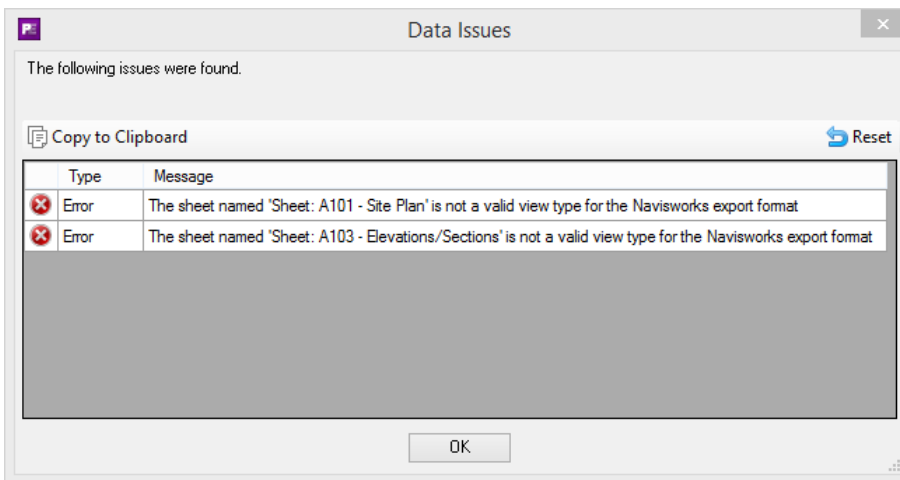 PE
Data Issues
The following issues were found.
Copy to Clipboard
Reset
Type Message
Error The sheet named 'Sheet: A101 - Site Plan' is not a valid view type for the Navisworks export format
Error The sheet named 'Sheet: A103 - Elevations/Sections' is not a valid view type for the Navisworks export format
OK